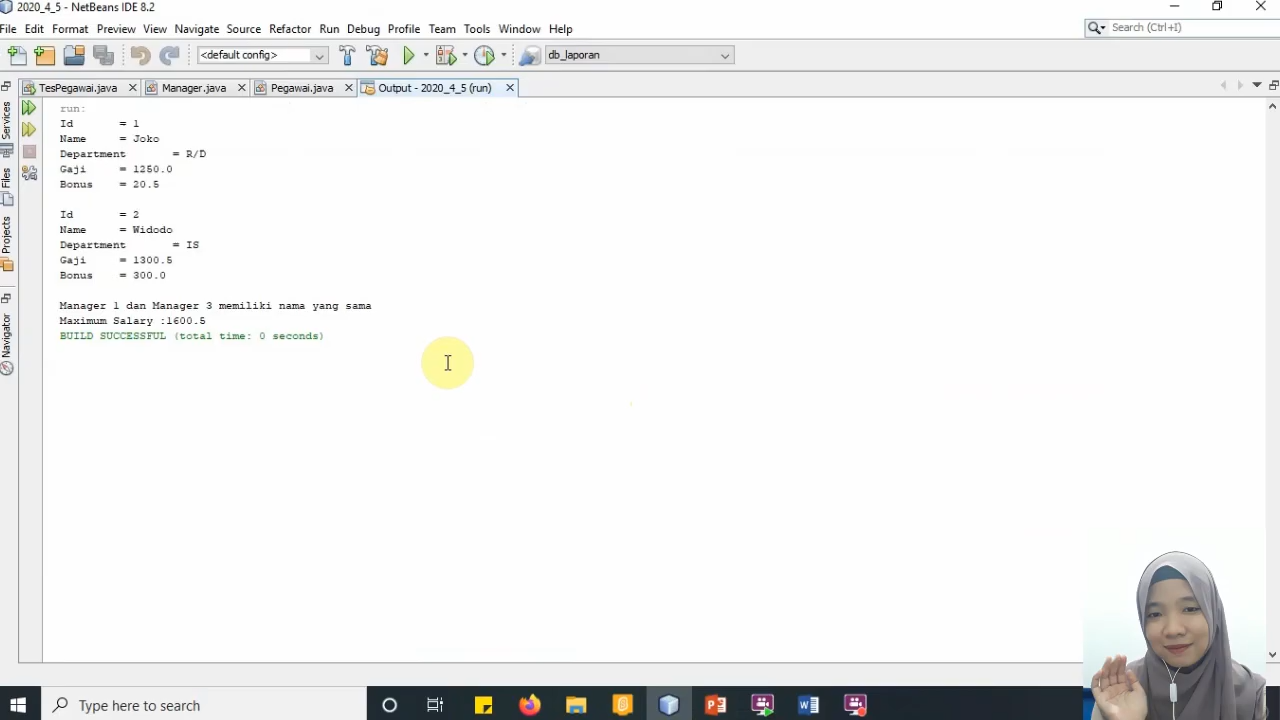 2020_4_5 - NetBeans IDE 8.2
File Edit Format Preview View Navigate Source Refactor Run Debug Profile Team Tools Window Help
Search (Ctrl+I)
<default config>
db_laporan
TesPegawai.java Manager.java Pegawai.java Output - 2020_4_5 (run)
Services
Files
Projects
Navigator
run:
Id = 1
Name = Joko
Department = R/D
Gaji = 1250.0
Bonus = 20.5
Id = 2
Name = Widodo
Department = IS
Gaji = 1300.5
Bonus = 300.0
Manager 1 dan Manager 3 memiliki nama yang sama
Maximum Salary :1600.5
BUILD SUCCESSFUL (total time: 0 seconds)
Type here to search